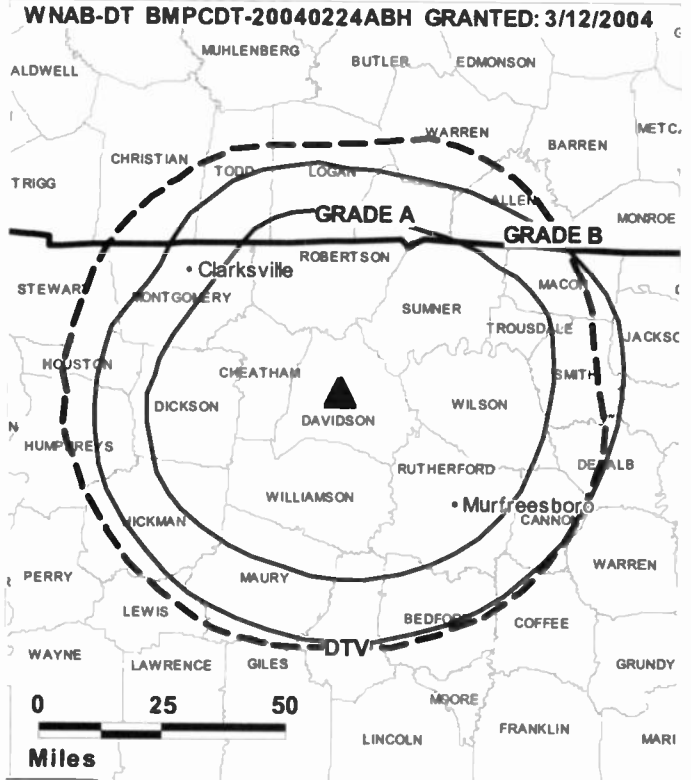 WNAB-DT BMPCDT-20040224ABH GRANTED: 3/12/2004
MUHLENBERG
BUTLER
EDMONSON
ALDWELL
WARREN
METC
BARREN
CHRISTIAN
TODD
LOGAN
TRIGG
ALLEN
GRADE A
MONROE
GRADE B
ROBERTSON
Clarksville
STEWAR
MACON
MONTGOMERY
SUMNER
TROUSDALE
JACKSO
HOUSTON
CHEATHAM
SMITH
DICKSON
WILSON
DAVIDSON
HUMPHREYS
DEKALB
RUTHERFORD
WILLIAMSON
Murfreesboro
HICKMAN
CANNON
WARREN
PERRY
MAURY
LEWIS
BEDFORD
COFFEE
DTV
WAYNE
LAWRENCE
GILES
GRUNDY
MOORE
0 25 50
FRANKLIN
LINCOLN
MARI
Miles